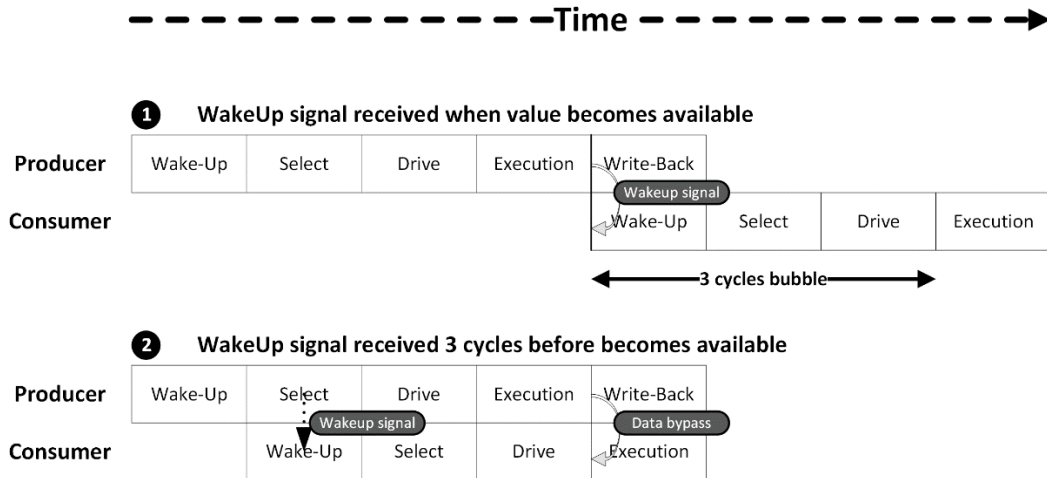 Time
1 WakeUp signal received when value becomes available
Producer Wake-Up Select Drive Execution Write-Back
Wakeup signal
Consumer Wake-Up Select Drive Execution
3 cycles bubble
2 WakeUp signal received 3 cycles before becomes available
Producer Wake-Up Select Drive Execution Write-Back
Wakeup signal Data bypass
Consumer Wake-Up Select Drive Execution